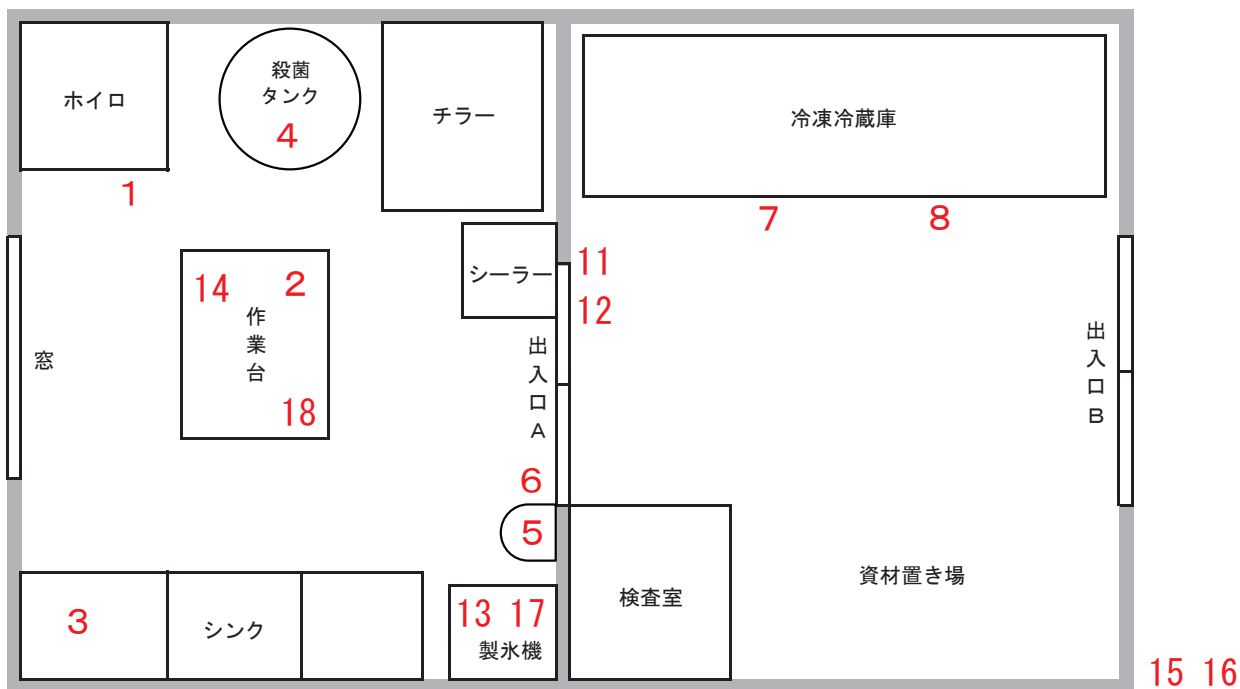 ホイロ
殺菌
タンク
4
チラー
冷凍冷蔵庫
1
7
8
シーラー
11
12
14
2
作業台
18
窓
出入口A
出入口B
6
5
3
シンク
13 17
製氷機
検査室
資材置き場
15 16